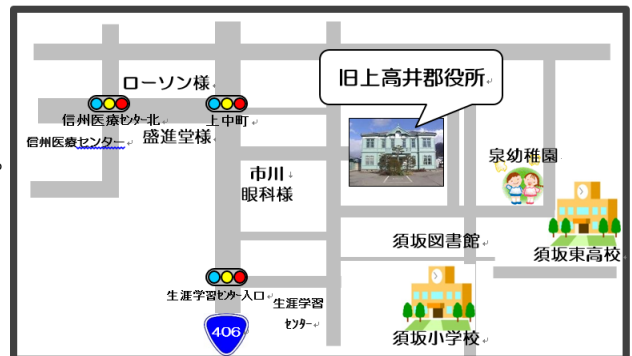 旧上高井郡役所
ローソン様
信州医療センター北
上中町
信州医療センター
盛進堂様
市川
眼科様
泉幼稚園
須坂図書館
須坂東高校
生涯学習センター入口
生涯学習
センター
406
須坂小学校